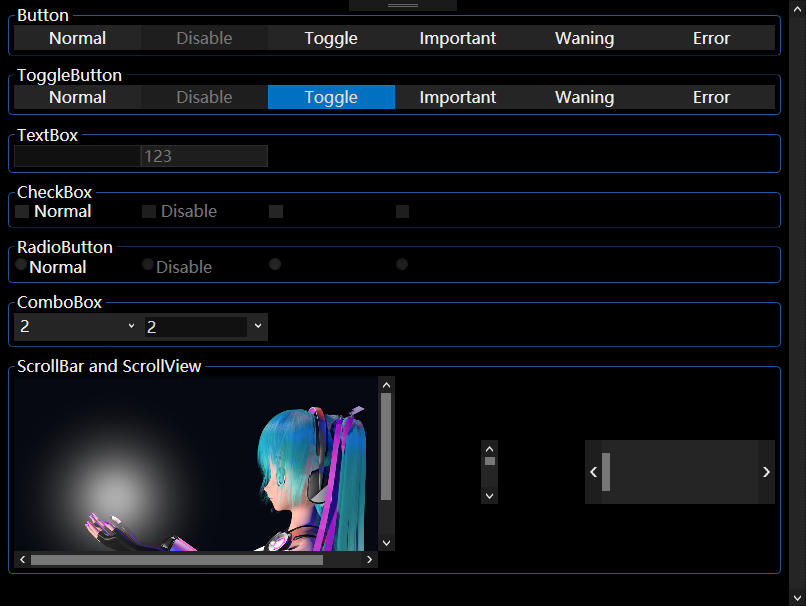 Button
Normal Disable Toggle Important Waning Error
ToggleButton
Normal Disable Toggle Important Waning Error
TextBox
123
CheckBox
Normal Disable
RadioButton
Normal Disable
ComboBox
2 2
ScrollBar and ScrollView